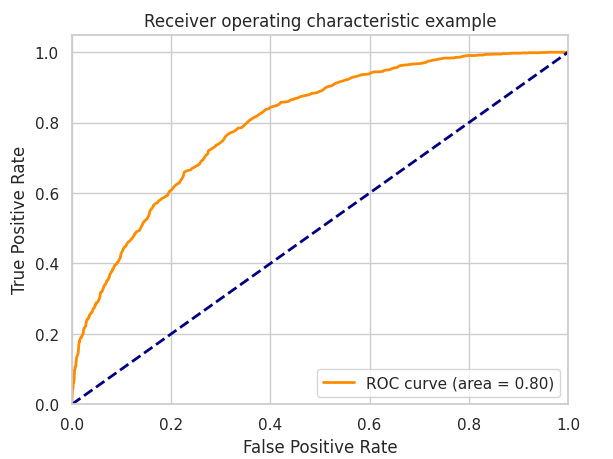 Receiver operating characteristic example
True Positive Rate
1.0
0.8
0.6
0.4
0.2
0.0
ROC curve (area = 0.80)
0.0 0.2 0.4 0.6 0.8 1.0
False Positive Rate